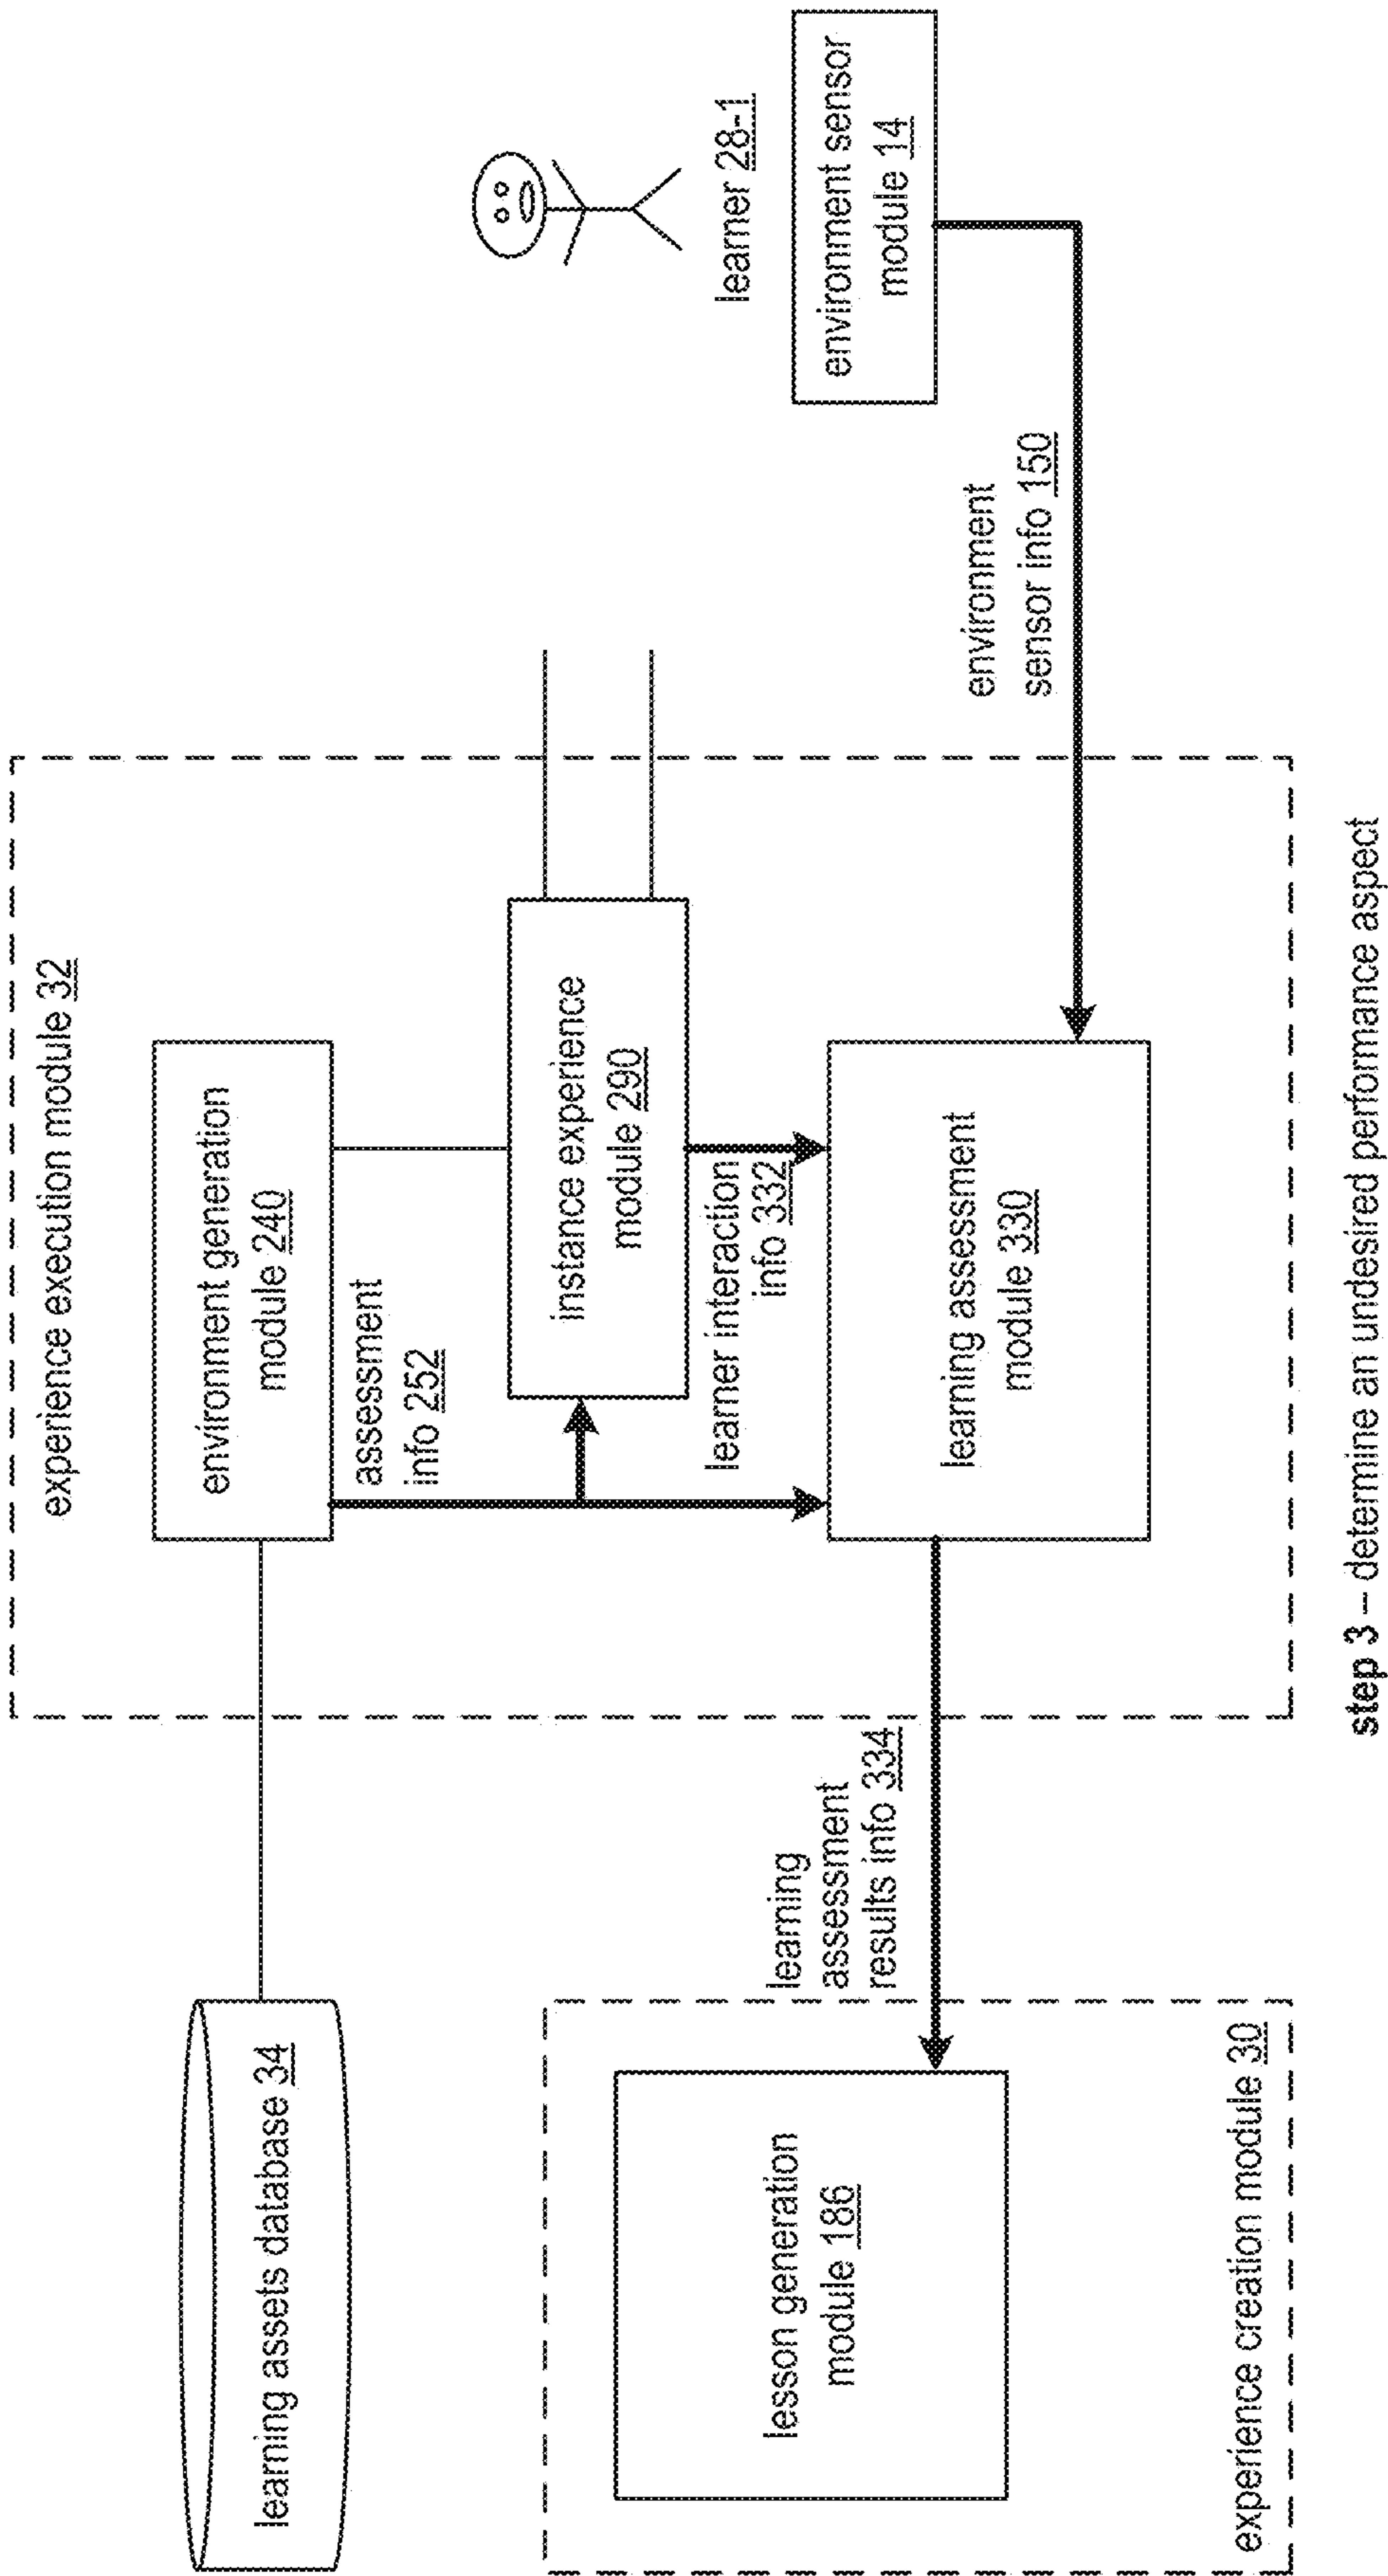 learning assets database 34
experience execution module 32
environment generation
module 240
assessment
info 252
instance experience
module 290
learner interaction
info 332
learning assessment
module 330
learner 28-1
environment sensor
module 14
environment
sensor info 150
learning
assessment
results info 334
lesson generation
module 186
experience creation module 30
step 3 – determine an undesired performance aspect